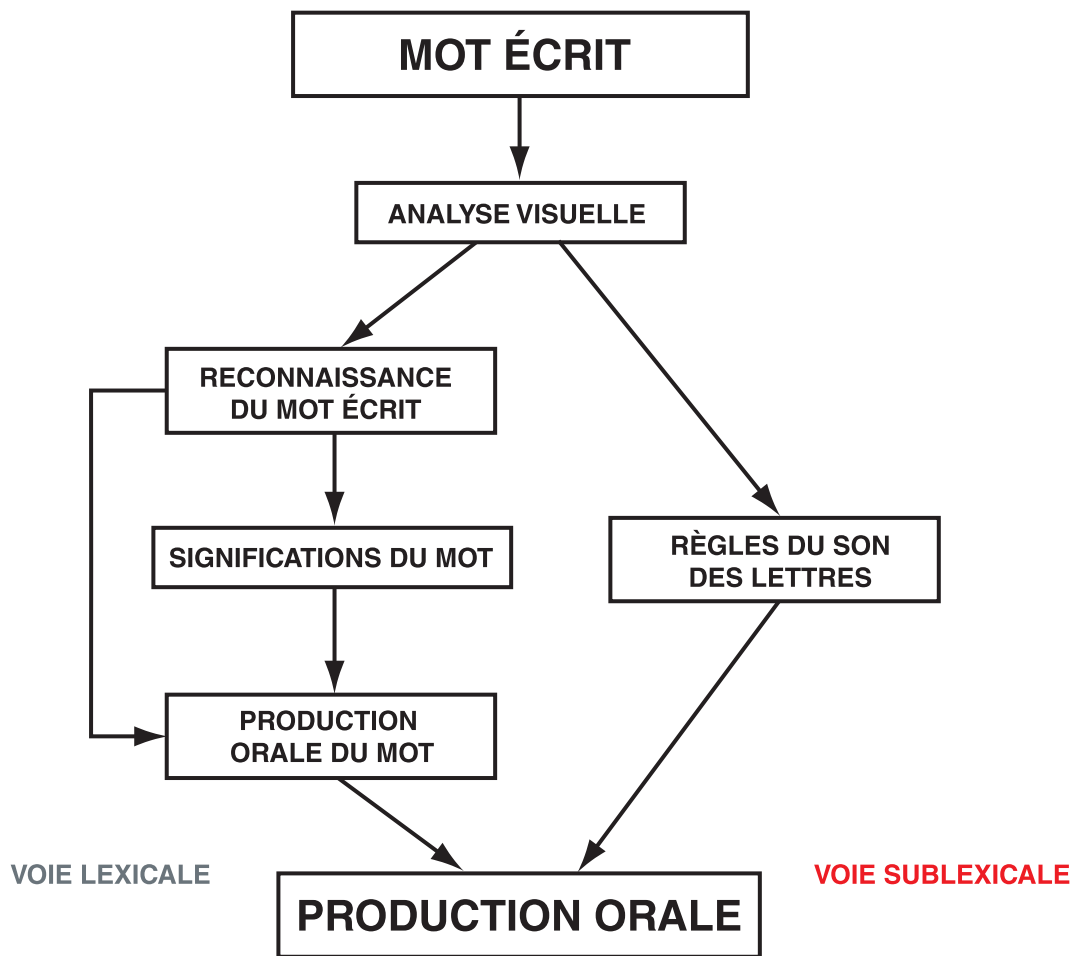 MOT ÉCRIT
ANALYSE VISUELLE
RECONNAISSANCE
DU MOT ÉCRIT
SIGNIFICATIONS DU MOT
RÈGLES DU SON
DES LETTRES
PRODUCTION
ORALE DU MOT
VOIE LEXICALE
VOIE SUBLEXICALE
PRODUCTION ORALE